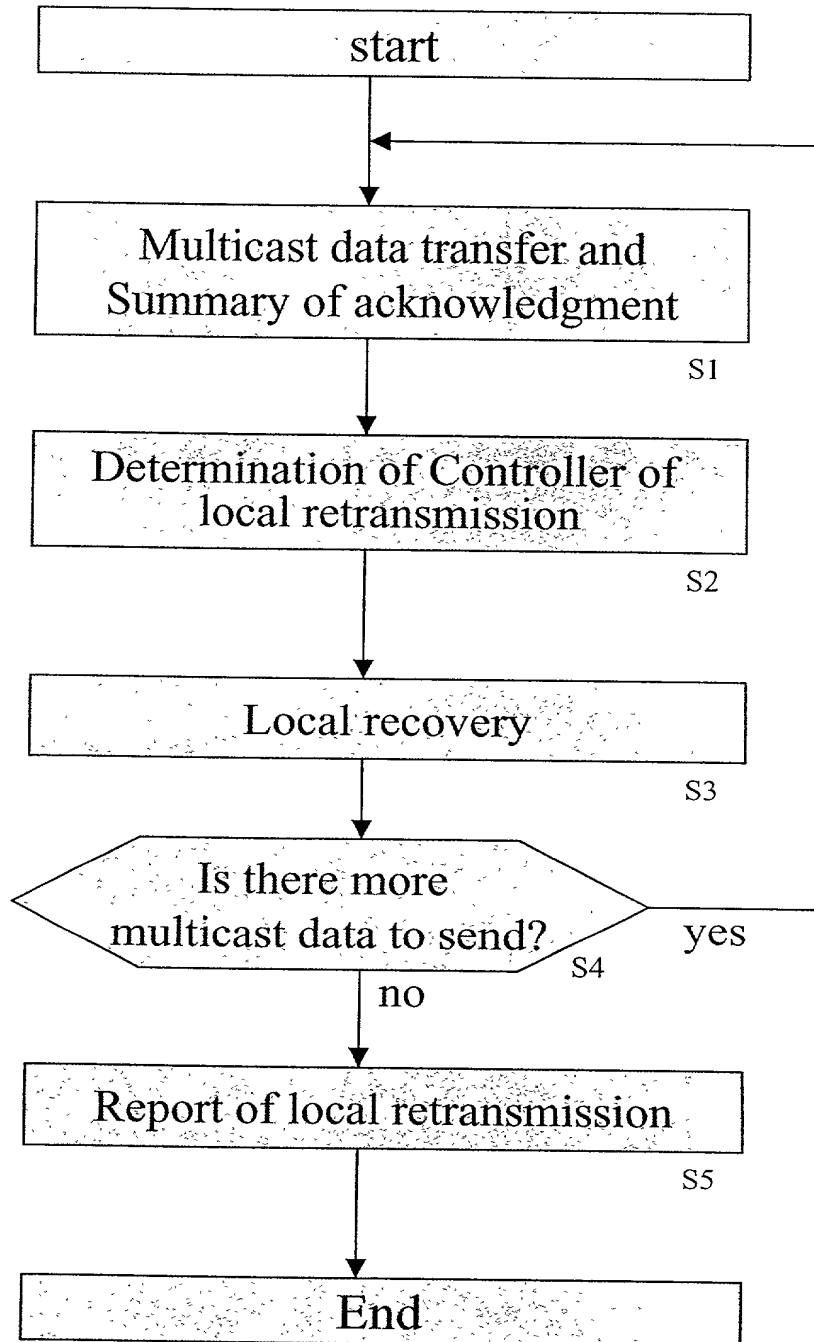 start
Multicast data transfer and
Summary of acknowledgment
S1
Determination of Controller of
local retransmission
S2
Local recovery
S3
Is there more
multicast data to send?
S4
yes
no
Report of local retransmission
S5
End